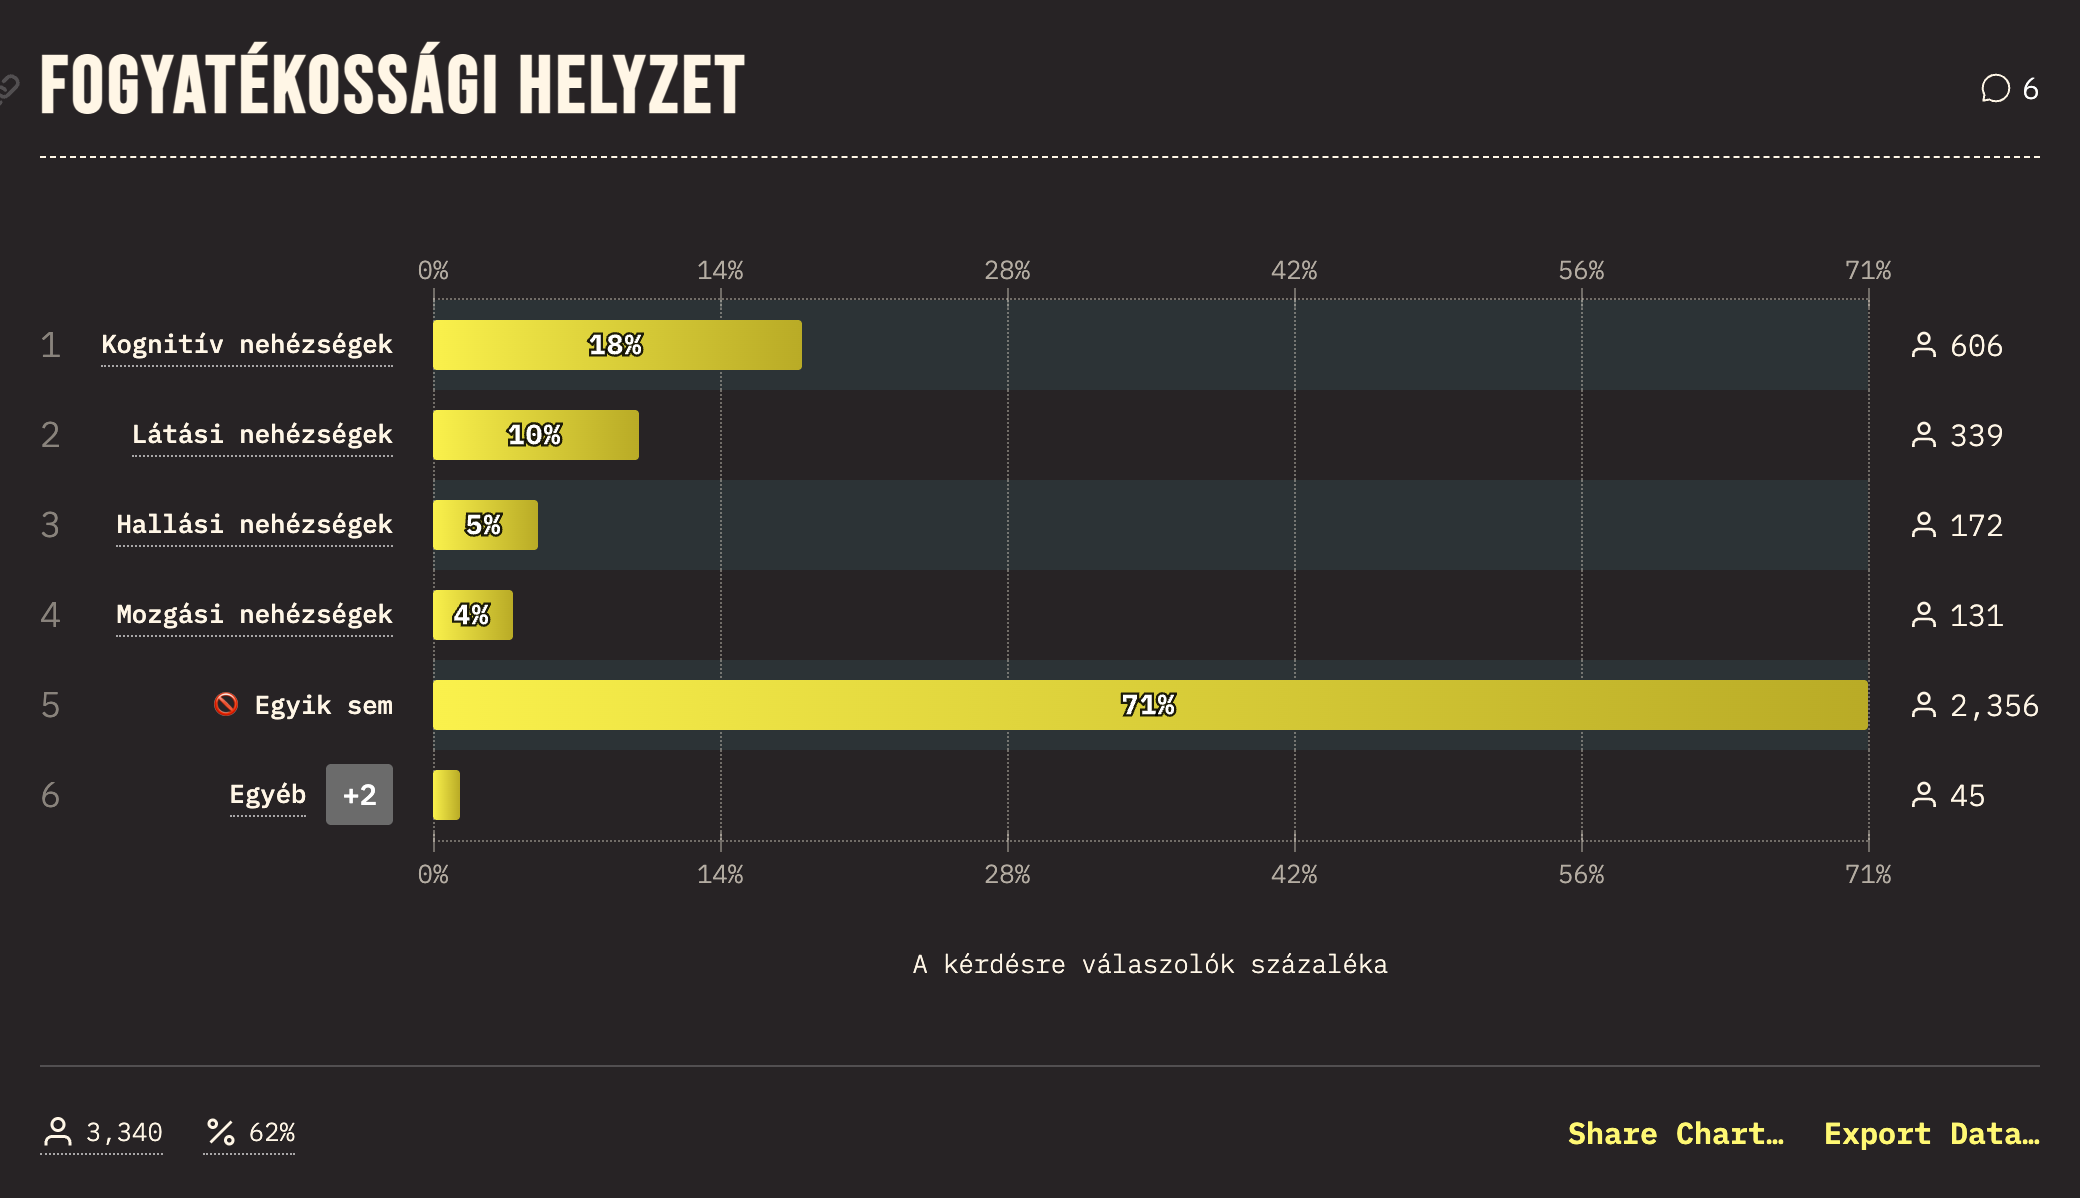 FOGYATÉKOSSÁGI HELYZET
6
0% 14% 28% 42% 56% 71%
1 Kognitív nehézségek 18% 606
2 Látási nehézségek 10% 339
3 Hallási nehézségek 5% 172
4 Mozgási nehézségek 4% 131
5 Egyik sem 71% 2,356
6 Egyéb +2 45
0% 14% 28% 42% 56% 71%
A kérdésre válaszolók százaléka
3,340 62% Share Chart… Export Data…